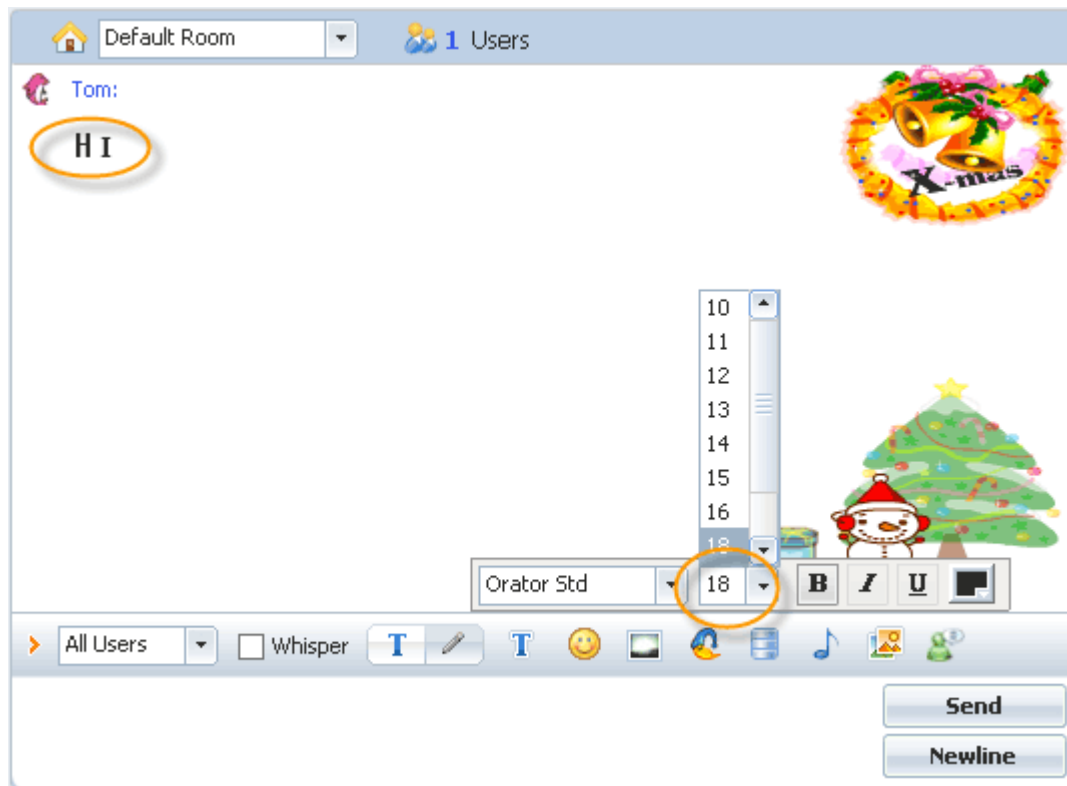 Default Room 1 Users
Tom:
HI
X-mas
10
11
12
13
14
15
16
18
Orator Std 18 B I U
All Users Whisper T T
Send
Newline